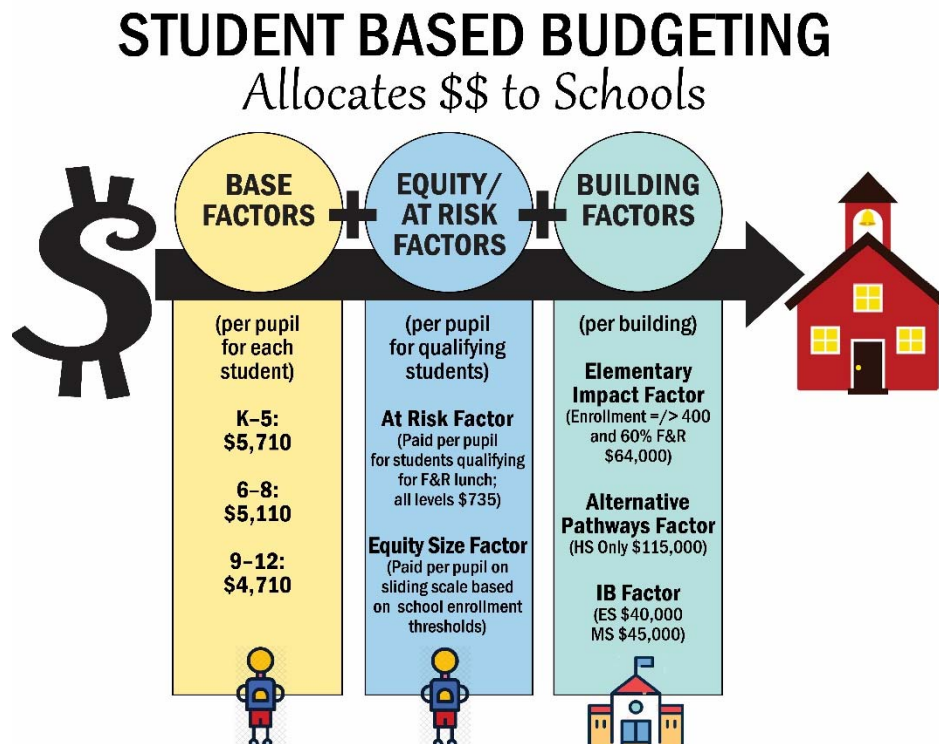 STUDENT BASED BUDGETING
Allocates $$ to Schools
BASE
FACTORS
+
EQUITY/
AT RISK
FACTORS
+
BUILDING
FACTORS
$
(per pupil
for each
student)
K–5:
$5,710
6–8:
$5,110
9–12:
$4,710
(per pupil
for qualifying
students)
At Risk Factor
(Paid per pupil
for students qualifying
for F&R lunch;
all levels $735)
Equity Size Factor
(Paid per pupil on
sliding scale based
on school enrollment
thresholds)
(per building)
Elementary
Impact Factor
(Enrollment =/> 400
and 60% F&R
$64,000)
Alternative
Pathways Factor
(HS Only $115,000)
IB Factor
(ES $40,000
MS $45,000)